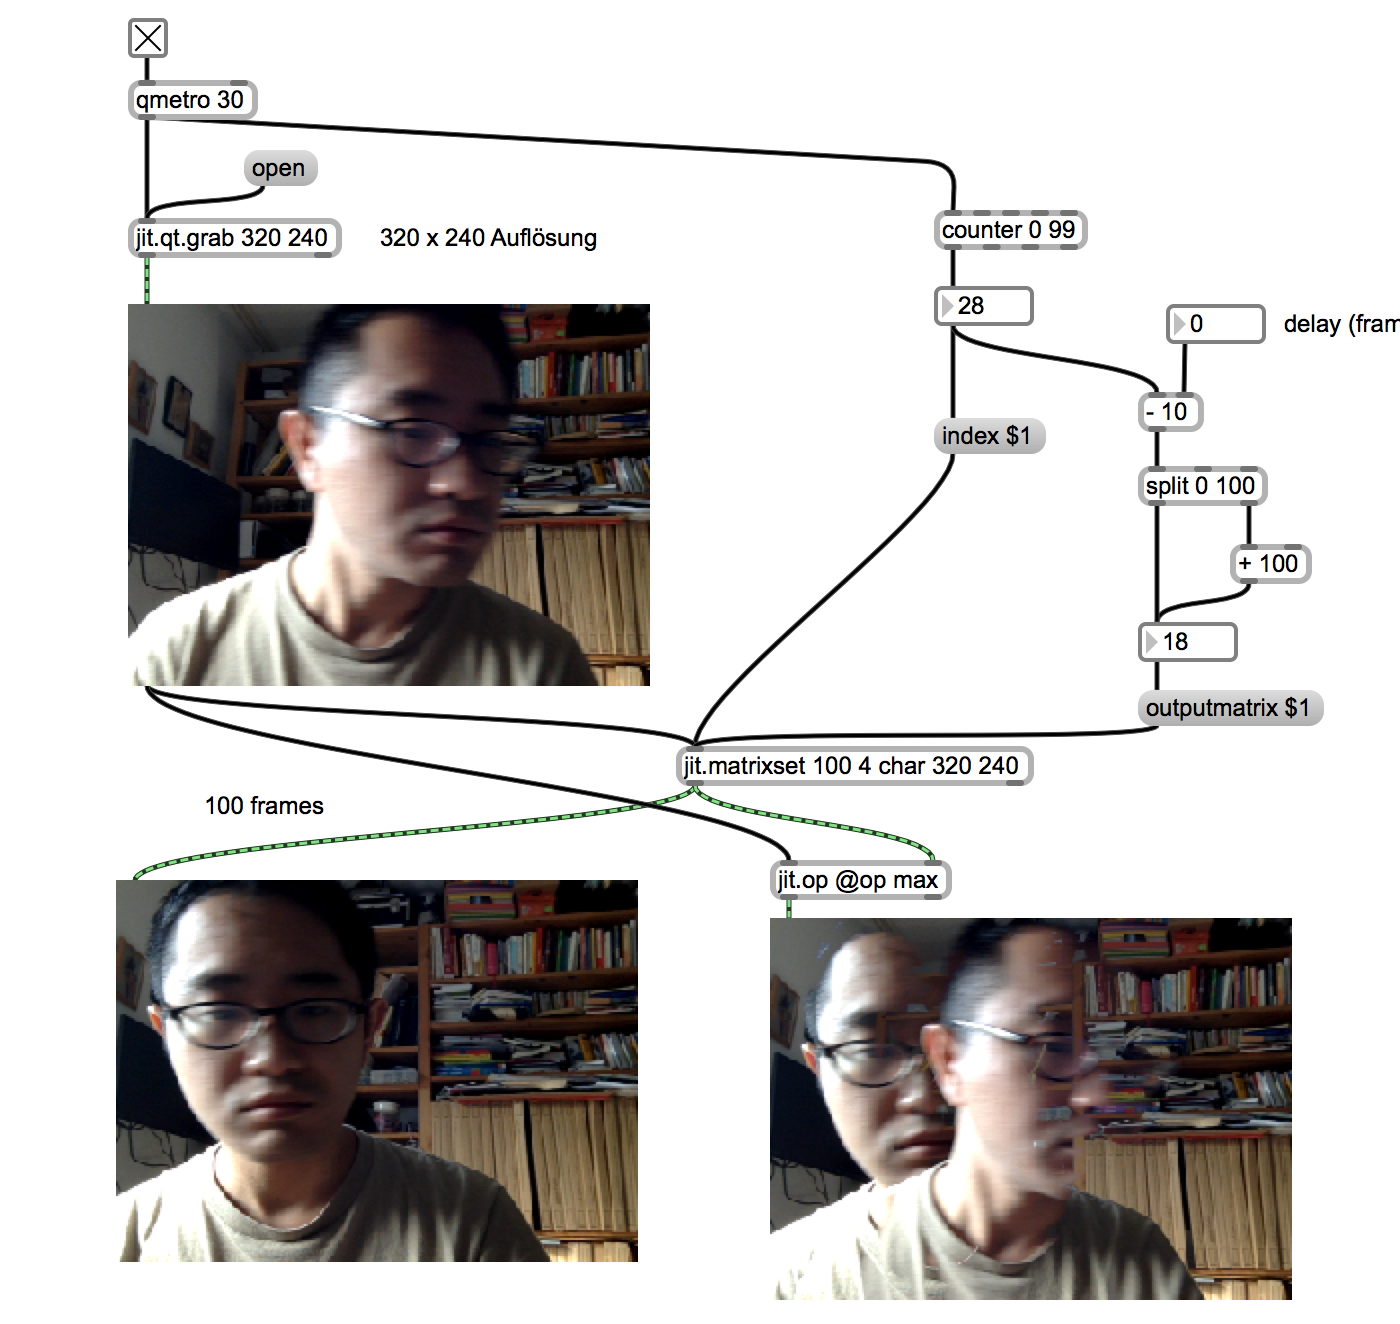 qmetro 30
open
jit.qt.grab 320 240
320 x 240 Auflösung
counter 0 99
28
0
delay (fram
- 10
index $1
split 0 100
+ 100
18
outputmatrix $1
jit.matrixset 100 4 char 320 240
100 frames
jit.op @op max